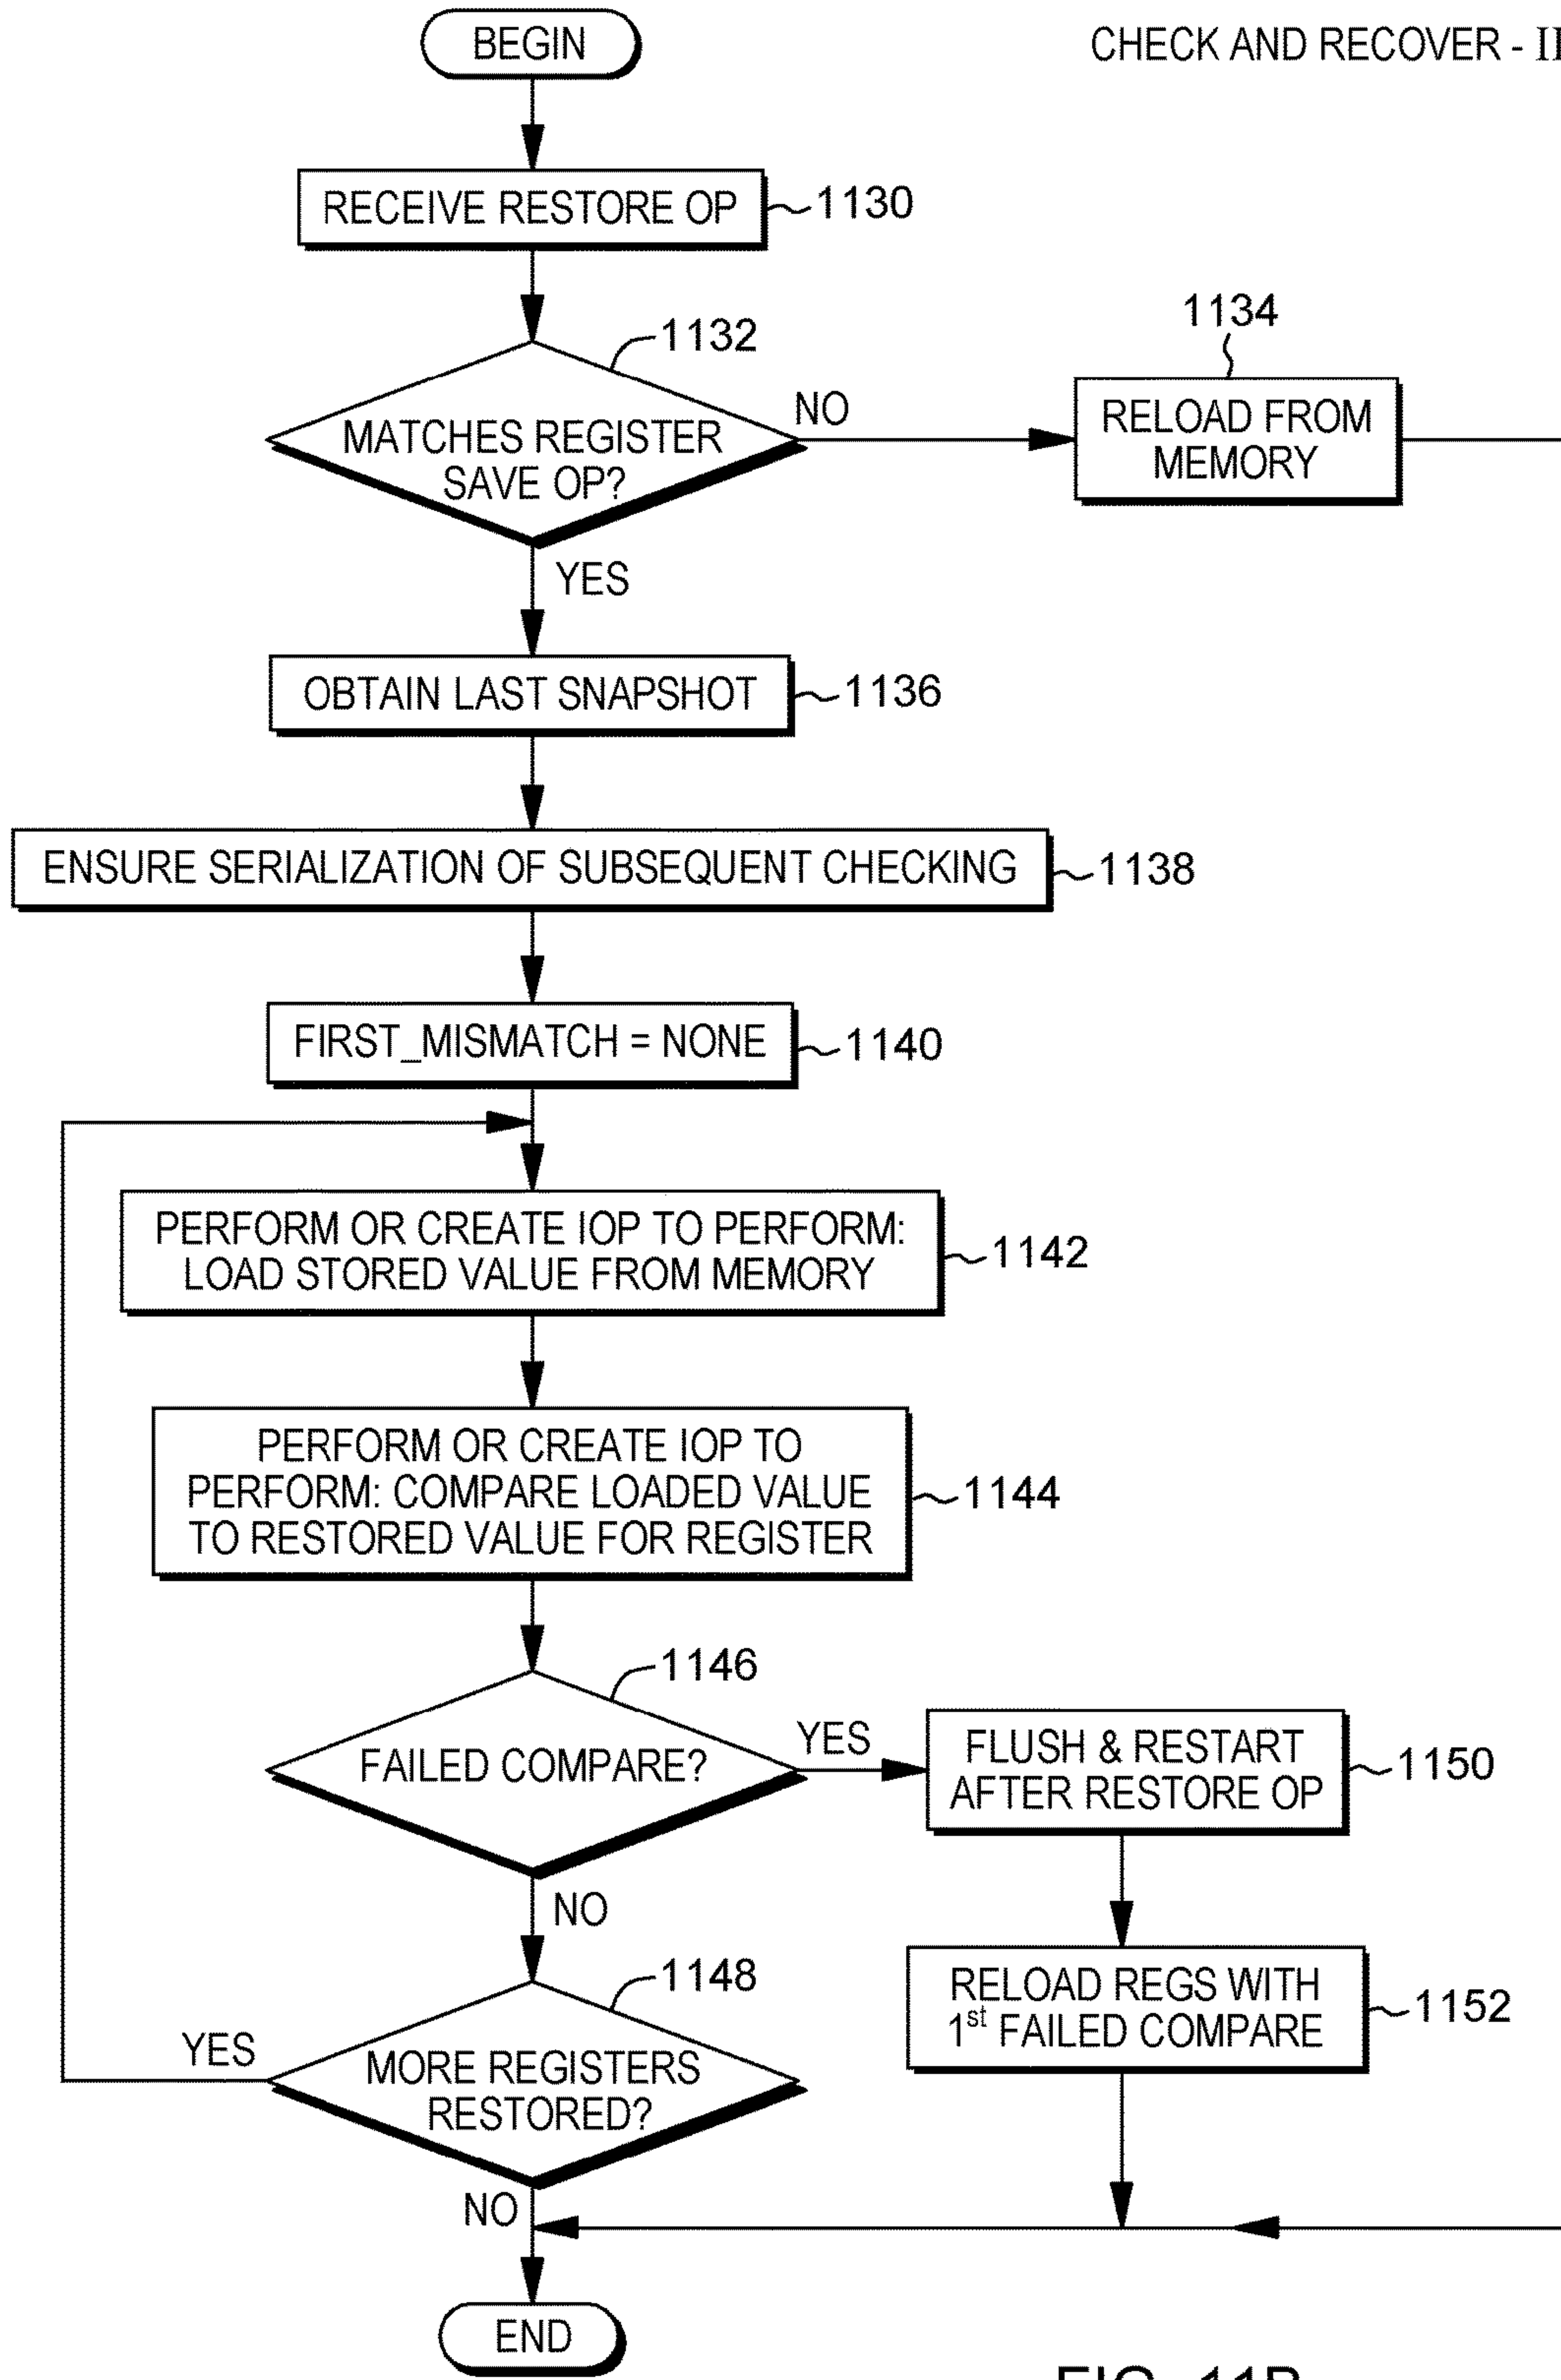 BEGIN
CHECK AND RECOVER - II
RECEIVE RESTORE OP
1130
1132
MATCHES REGISTER
SAVE OP?
NO
1134
RELOAD FROM
MEMORY
YES
OBTAIN LAST SNAPSHOT
1136
ENSURE SERIALIZATION OF SUBSEQUENT CHECKING
1138
FIRST_MISMATCH = NONE
1140
PERFORM OR CREATE IOP TO PERFORM:
LOAD STORED VALUE FROM MEMORY
1142
PERFORM OR CREATE IOP TO
PERFORM: COMPARE LOADED VALUE
TO RESTORED VALUE FOR REGISTER
1144
1146
FAILED COMPARE?
YES
FLUSH & RESTART
AFTER RESTORE OP
1150
NO
1148
MORE REGISTERS
RESTORED?
YES
RELOAD REGS WITH
1st FAILED COMPARE
1152
NO
END
FIG. 11B